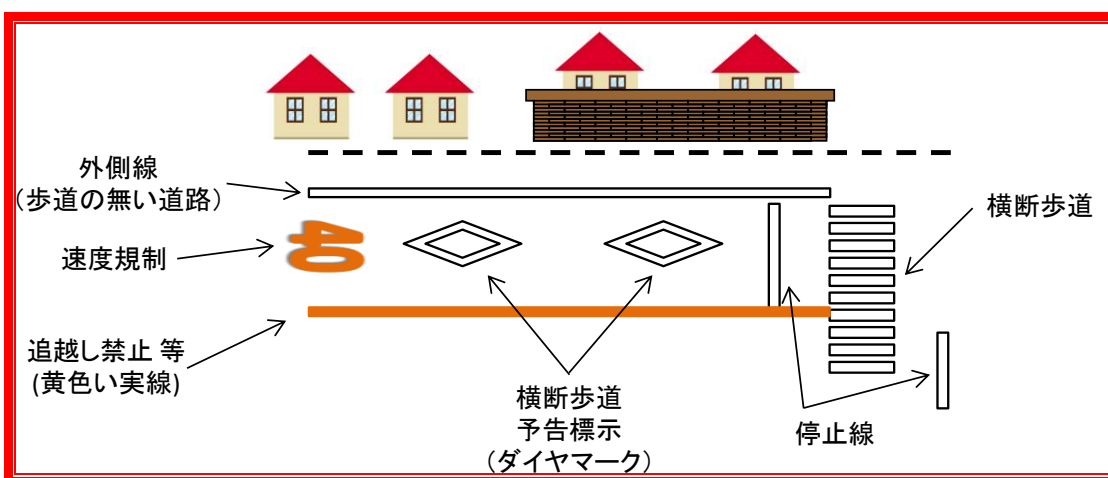 外側線
（歩道の無い道路）
横断歩道
速度規制
40
追越し禁止 等
(黄色い実線)
横断歩道
予告標示
（ダイヤマーク）
停止線